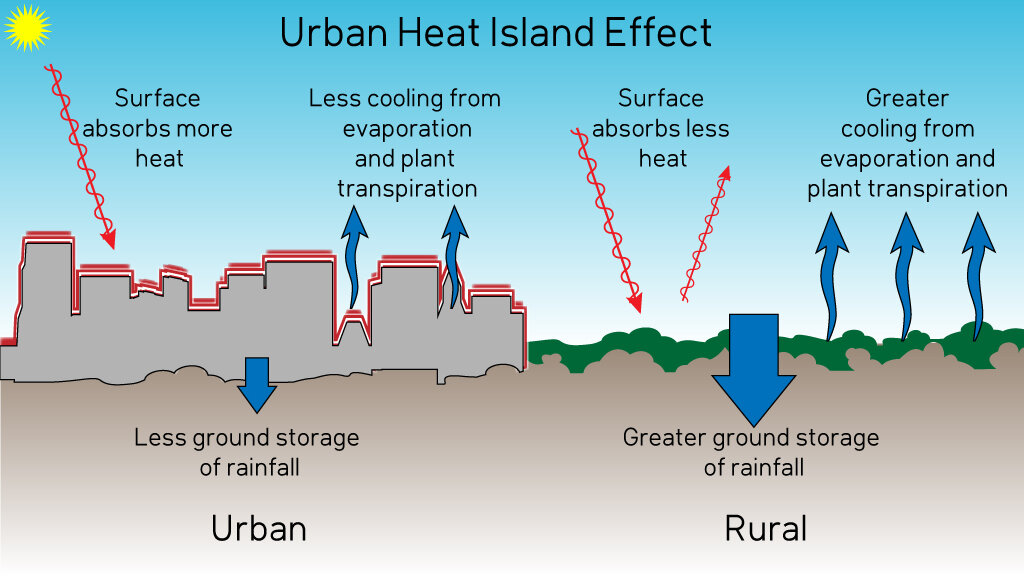 Urban Heat Island Effect
Surface
absorbs more
heat
Less cooling from
evaporation
and plant
transpiration
Surface
absorbs less
heat
Greater
cooling from
evaporation and
plant transpiration
Less ground storage
of rainfall
Greater ground storage
of rainfall
Urban
Rural